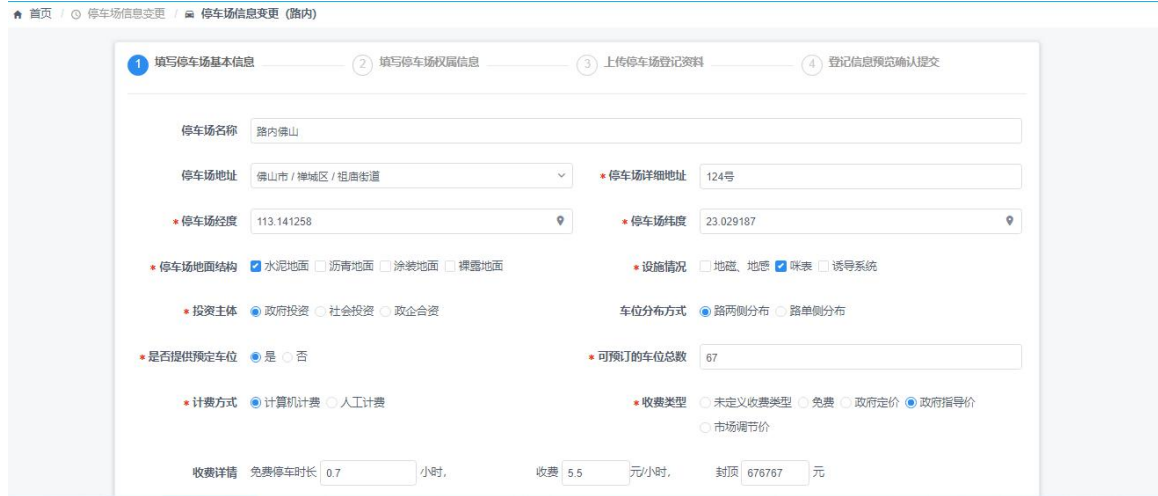 首页 / 停车场信息变更 / 停车场信息变更（路内）
1 填写停车场基本信息 2 填写停车场权属信息 3 上传停车场登记资料 4 登记信息预览确认提交
停车场名称 路内佛山
停车场地址 佛山市 / 禅城区 / 祖庙街道 * 停车场详细地址 124号
* 停车场经度 113.141258 * 停车场纬度 23.029187
* 停车场地面结构 水泥地面 沥青地面 涂装地面 裸露地面 * 设施情况 地磁、地感 咪表 诱导系统
* 投资主体 政府投资 社会投资 政企合资 车位分布方式 路两侧分布 路单侧分布
* 是否提供预定车位 是 否 * 可预订的车位总数 67
* 计费方式 计算机计费 人工计费 * 收费类型 未定义收费类型 免费 政府定价 政府指导价
市场调节价
收费详情 免费停车时长 0.7 小时, 收费 5.5 元/小时, 封顶 676767 元